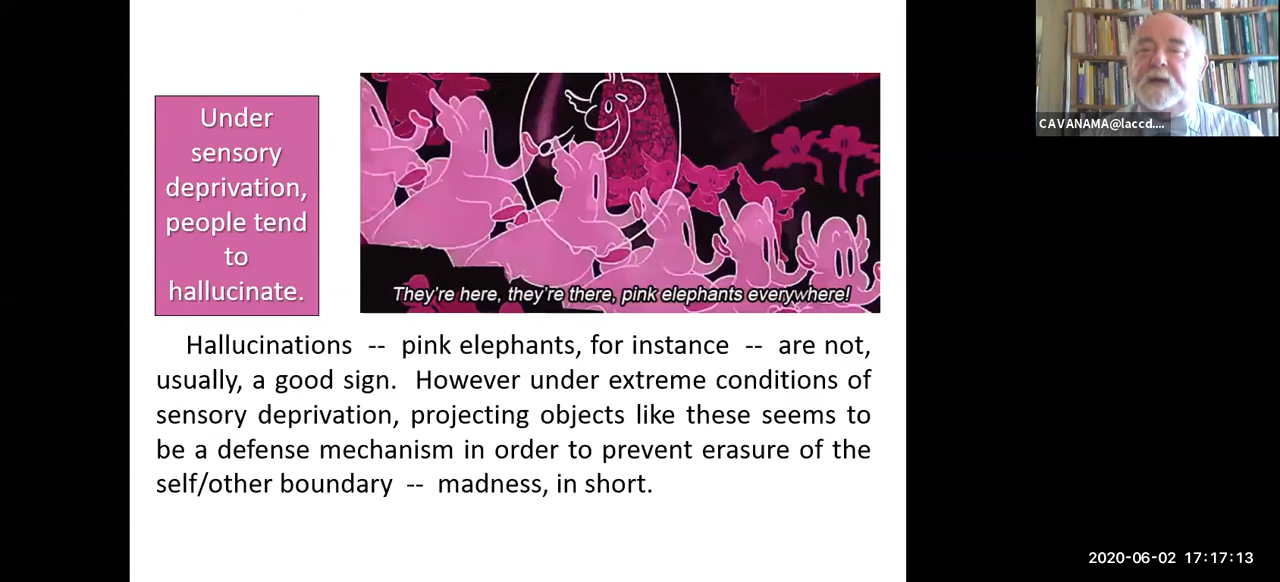 Under
sensory
deprivation,
people tend
to
hallucinate.
They're here, they're there, pink elephants everywhere!
Hallucinations -- pink elephants, for instance -- are not,
usually, a good sign. However under extreme conditions of
sensory deprivation, projecting objects like these seems to
be a defense mechanism in order to prevent erasure of the
self/other boundary -- madness, in short.
CAVANAMA@laccd....
2020-06-02 17:17:13